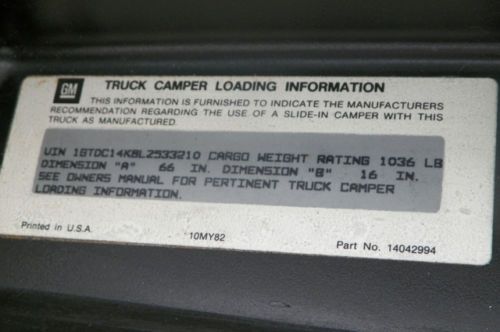 GM
TRUCK CAMPER LOADING INFORMATION
THIS INFORMATION IS FURNISHED TO INDICATE THE MANUFACTURERS
RECOMMENDATION REGARDING THE USE OF A SLIDE-IN CAMPER WITH THIS
TRUCK AS MANUFACTURED.
VIN 1GTDC14K8LZ533210 CARGO WEIGHT RATING 1036 LB
DIMENSION "A" 66 IN. DIMENSION "B" 16 IN.
SEE OWNERS MANUAL FOR PERTINENT TRUCK CAMPER
LOADING INFORMATION.
Printed in U.S.A. 10MY82 Part No. 14042994